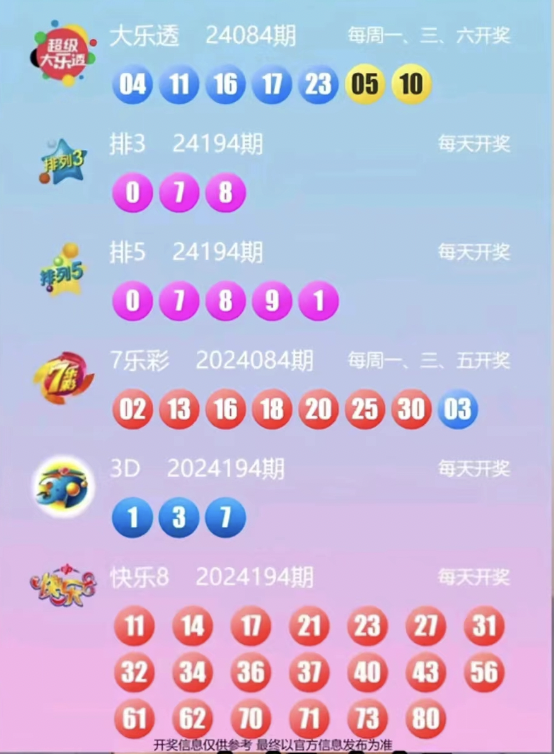 超级
大乐透
大乐透 24084期 每周一、三、六开奖
04 11 16 17 23 05 10
排列3
排3 24194期 每天开奖
0 7 8
排列5
排5 24194期 每天开奖
0 7 8 9 1
7乐彩
7乐彩 2024084期 每周一、三、五开奖
02 13 16 18 20 25 30 03
3D
3D 2024194期 每天开奖
1 3 7
快乐8 2024194期 每天开奖
11 14 17 21 23 27 31
32 34 36 37 40 43 56
61 62 70 71 73 80
开奖信息仅供参考 最终以官方信息发布为准